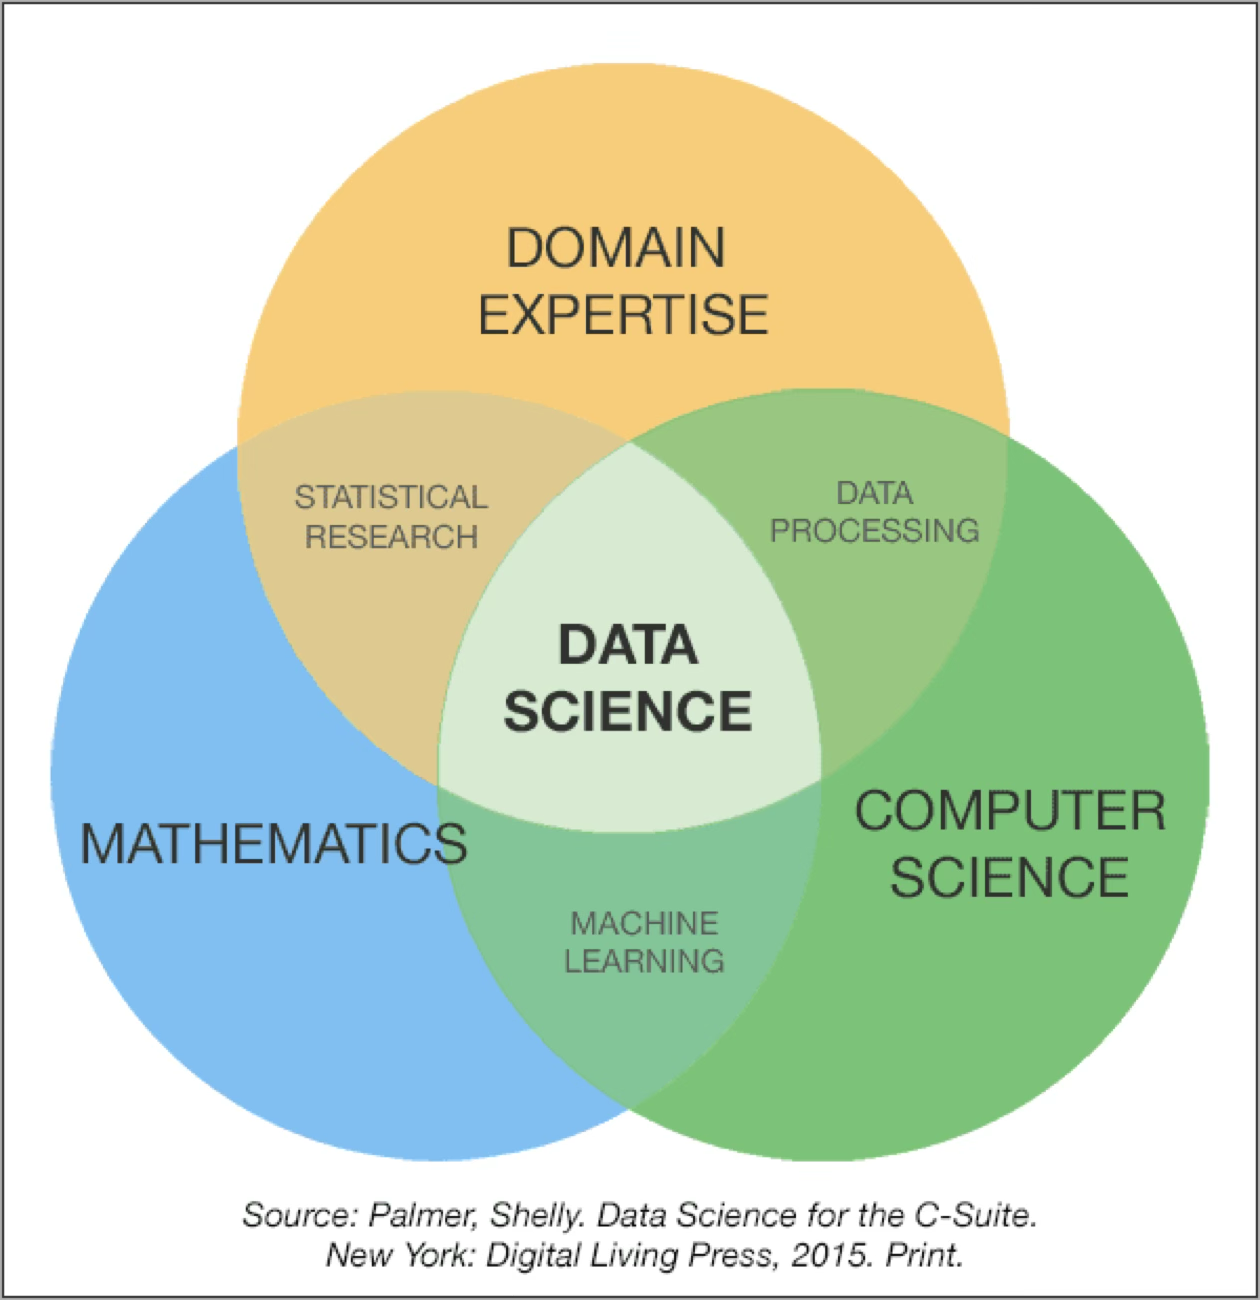 DOMAIN
EXPERTISE
STATISTICAL
RESEARCH
DATA
PROCESSING
DATA
SCIENCE
MATHEMATICS
COMPUTER
SCIENCE
MACHINE
LEARNING
Source: Palmer, Shelly. Data Science for the C-Suite.
New York: Digital Living Press, 2015. Print.